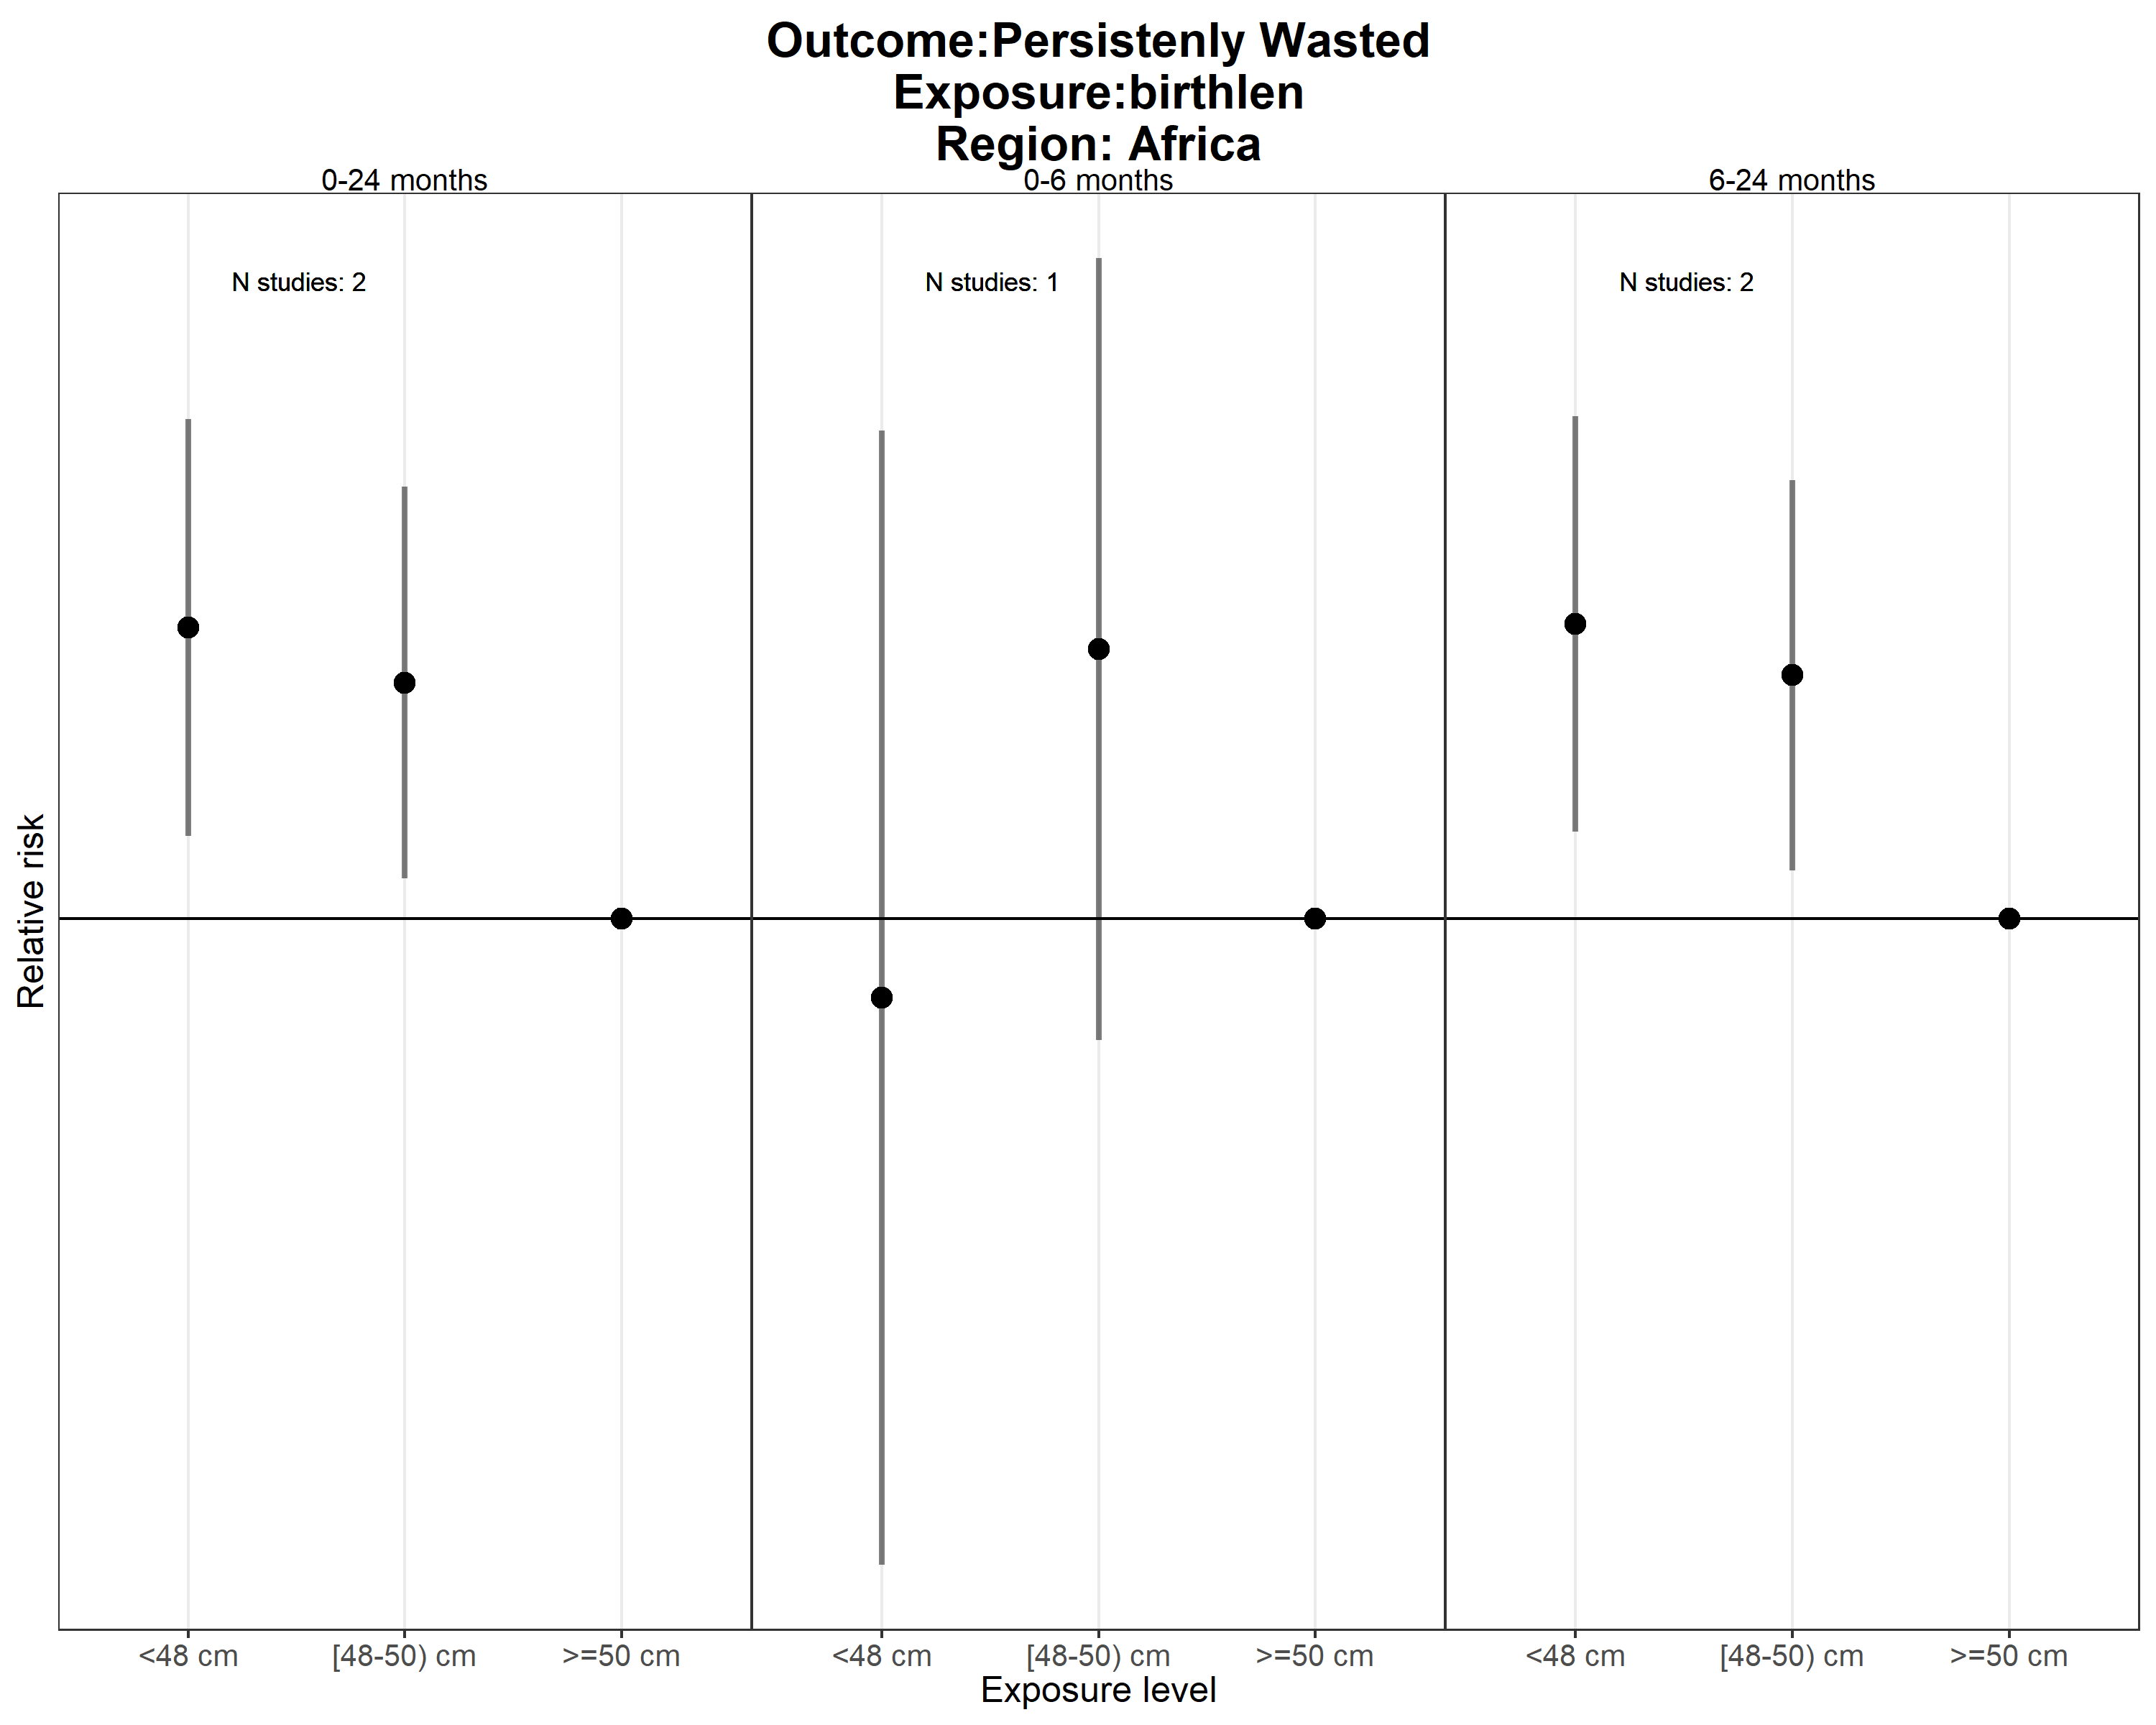 Outcome:Persistenly Wasted
Exposure:birthlen
Region: Africa
0-24 months
0-6 months
6-24 months
N studies: 2
N studies: 1
N studies: 2
Relative risk
<48 cm
[48-50) cm
>=50 cm
<48 cm
[48-50) cm
>=50 cm
<48 cm
[48-50) cm
>=50 cm
Exposure level